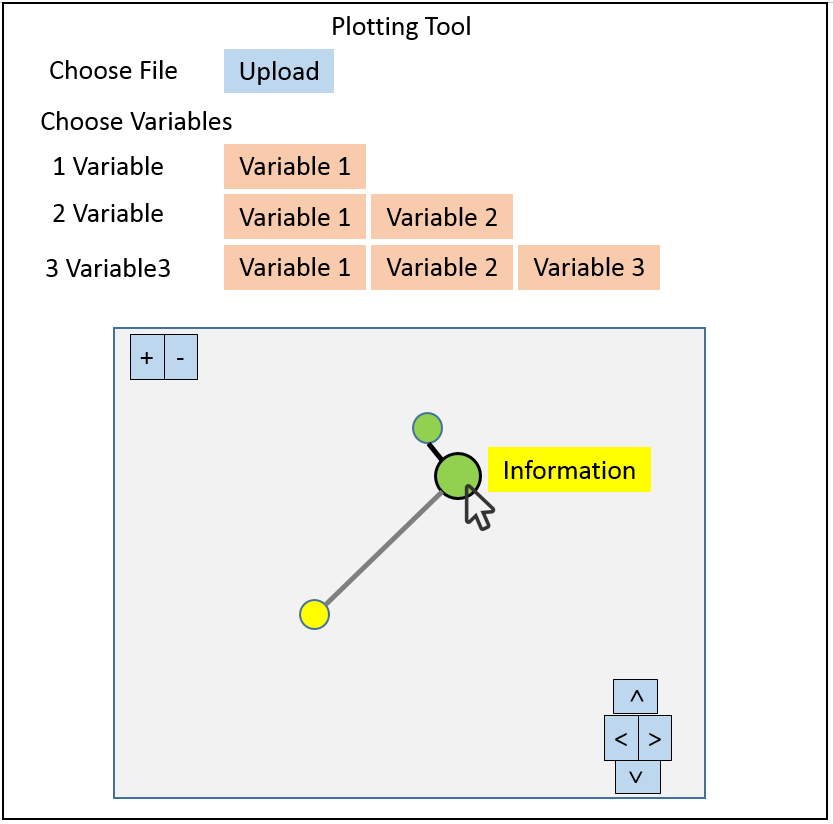 Plotting Tool
Choose File Upload
Choose Variables
1 Variable Variable 1
2 Variable Variable 1 Variable 2
3 Variable3 Variable 1 Variable 2 Variable 3
+ -
Information
^
< >
v